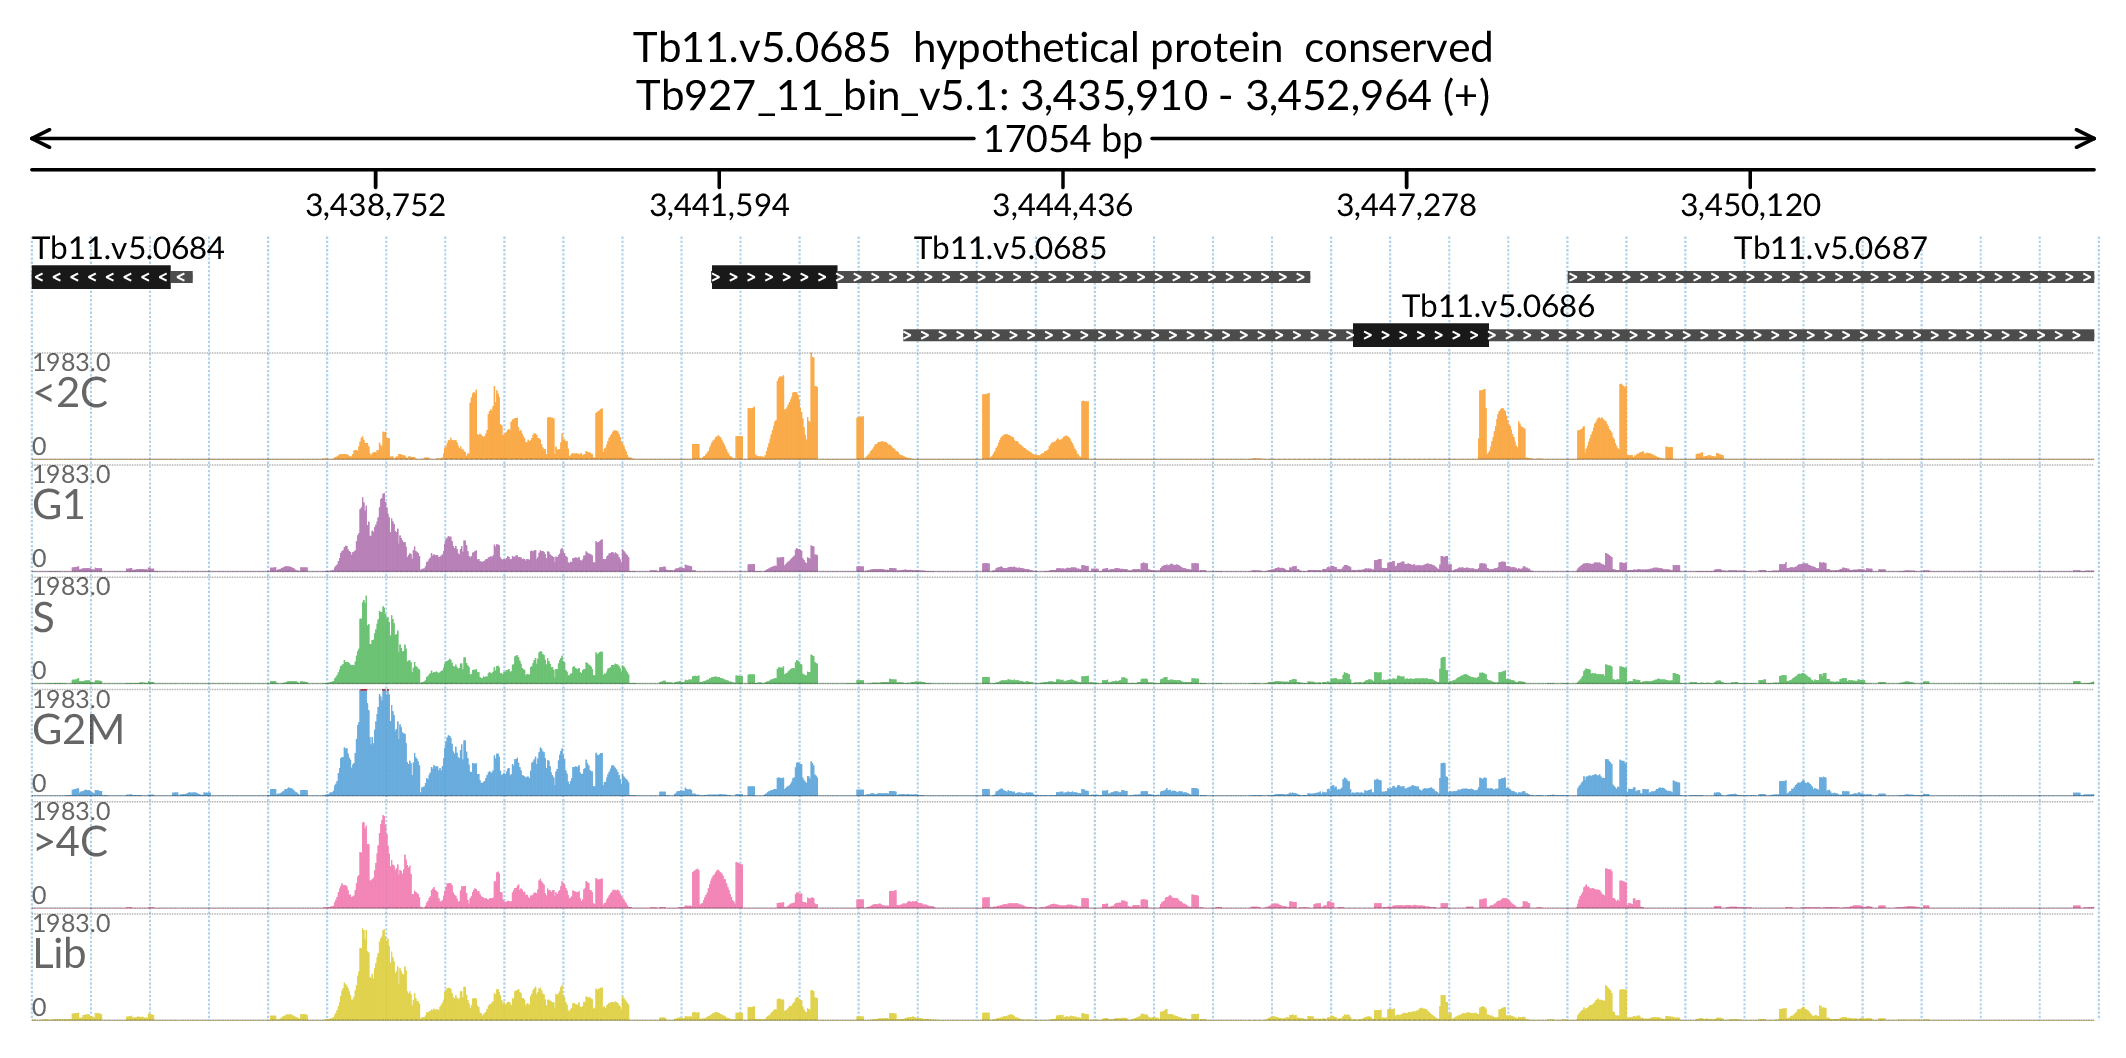 Tb11.v5.0685  hypothetical protein  conserved
Tb927_11_bin_v5.1: 3,435,910 - 3,452,964 (+)
17054 bp
3,438,752 3,441,594 3,444,436 3,447,278 3,450,120
Tb11.v5.0684 Tb11.v5.0685 Tb11.v5.0687
Tb11.v5.0686
1983.0
<2C
0
1983.0
G1
0
1983.0
S
0
1983.0
G2M
0
1983.0
>4C
0
1983.0
Lib
0